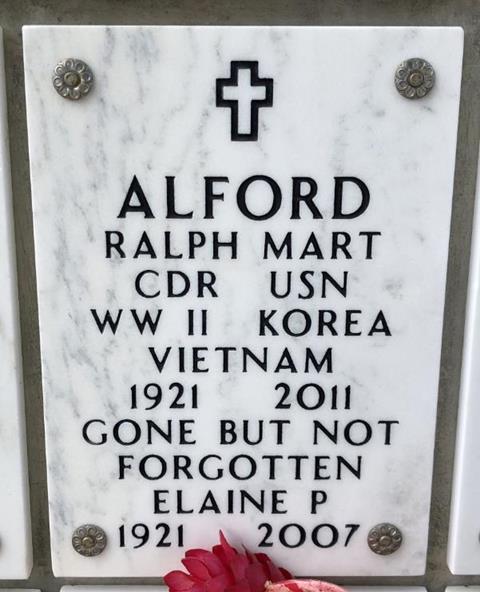 ALFORD
RALPH MART
CDR USN
WW II KOREA
VIETNAM
1921 2011
GONE BUT NOT
FORGOTTEN
ELAINE P
1921 2007